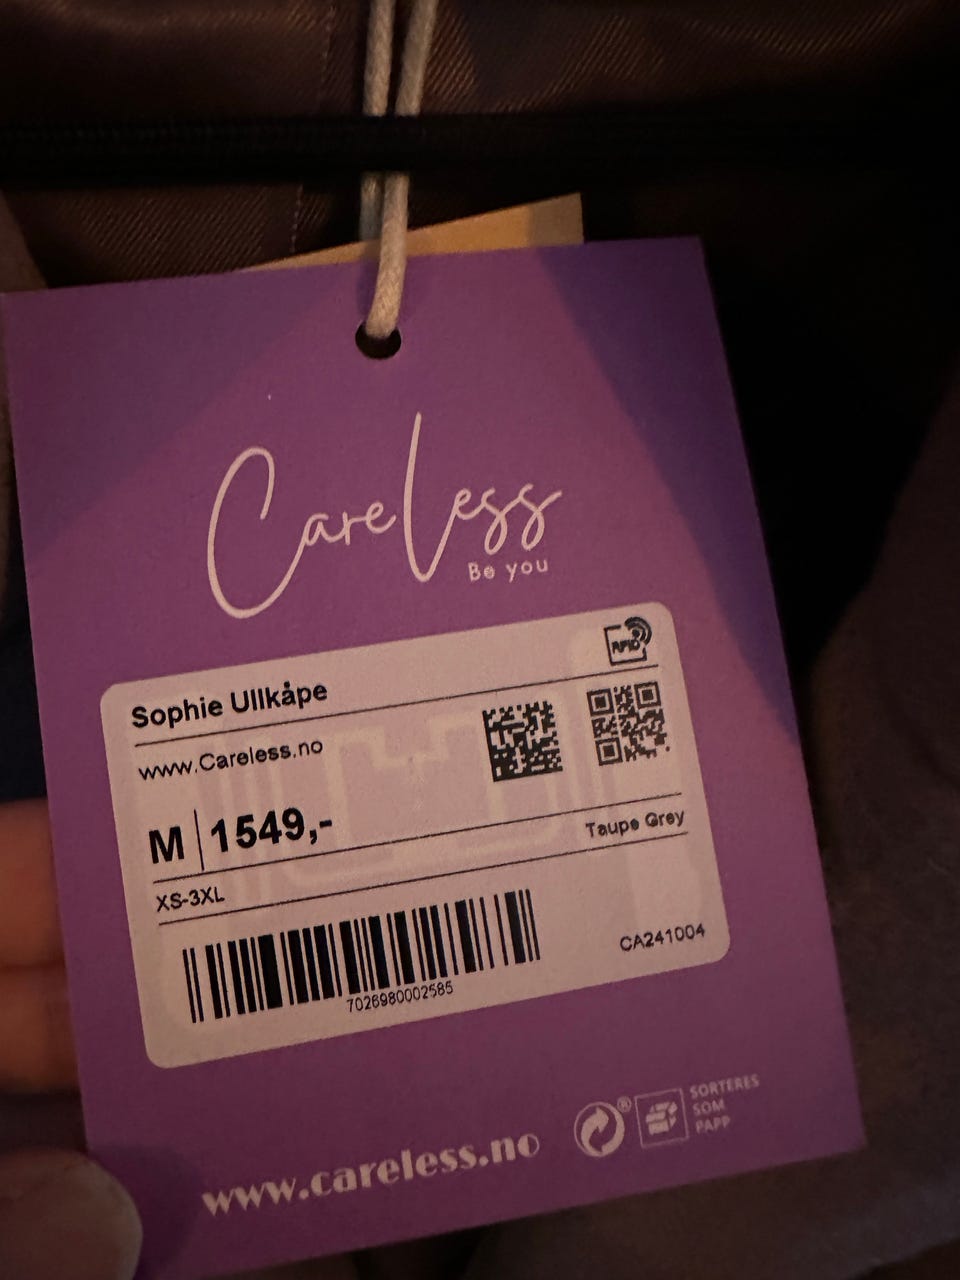 Careless
Be you
RFID
Sophie Ullkåpe
www.Careless.no
M | 1549,-
Taupe Grey
XS-3XL
7026980002585
CA241004
www.careless.no
®
SORTERES
SOM
PAPP